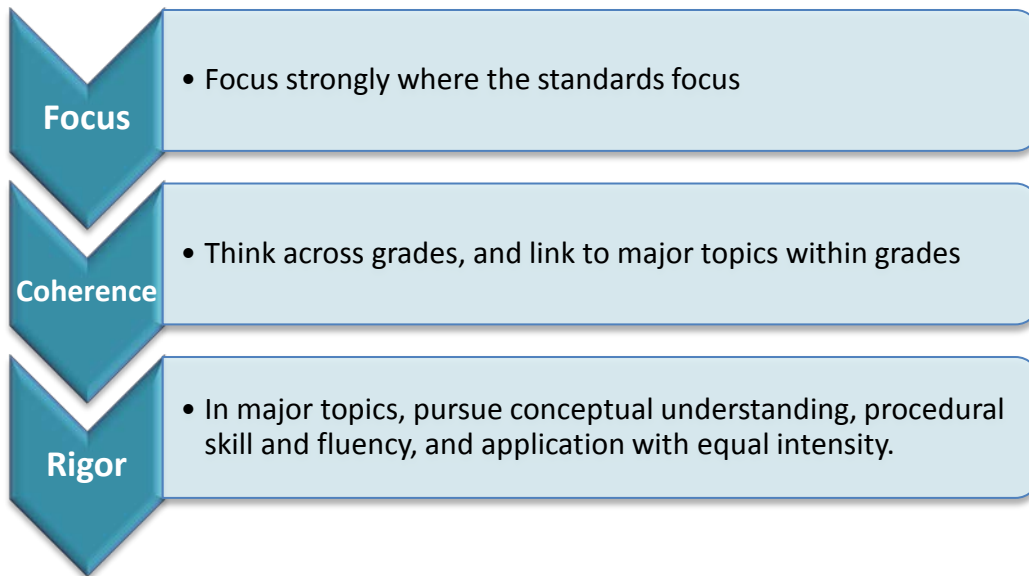 Focus
• Focus strongly where the standards focus
Coherence
• Think across grades, and link to major topics within grades
Rigor
• In major topics, pursue conceptual understanding, procedural
skill and fluency, and application with equal intensity.